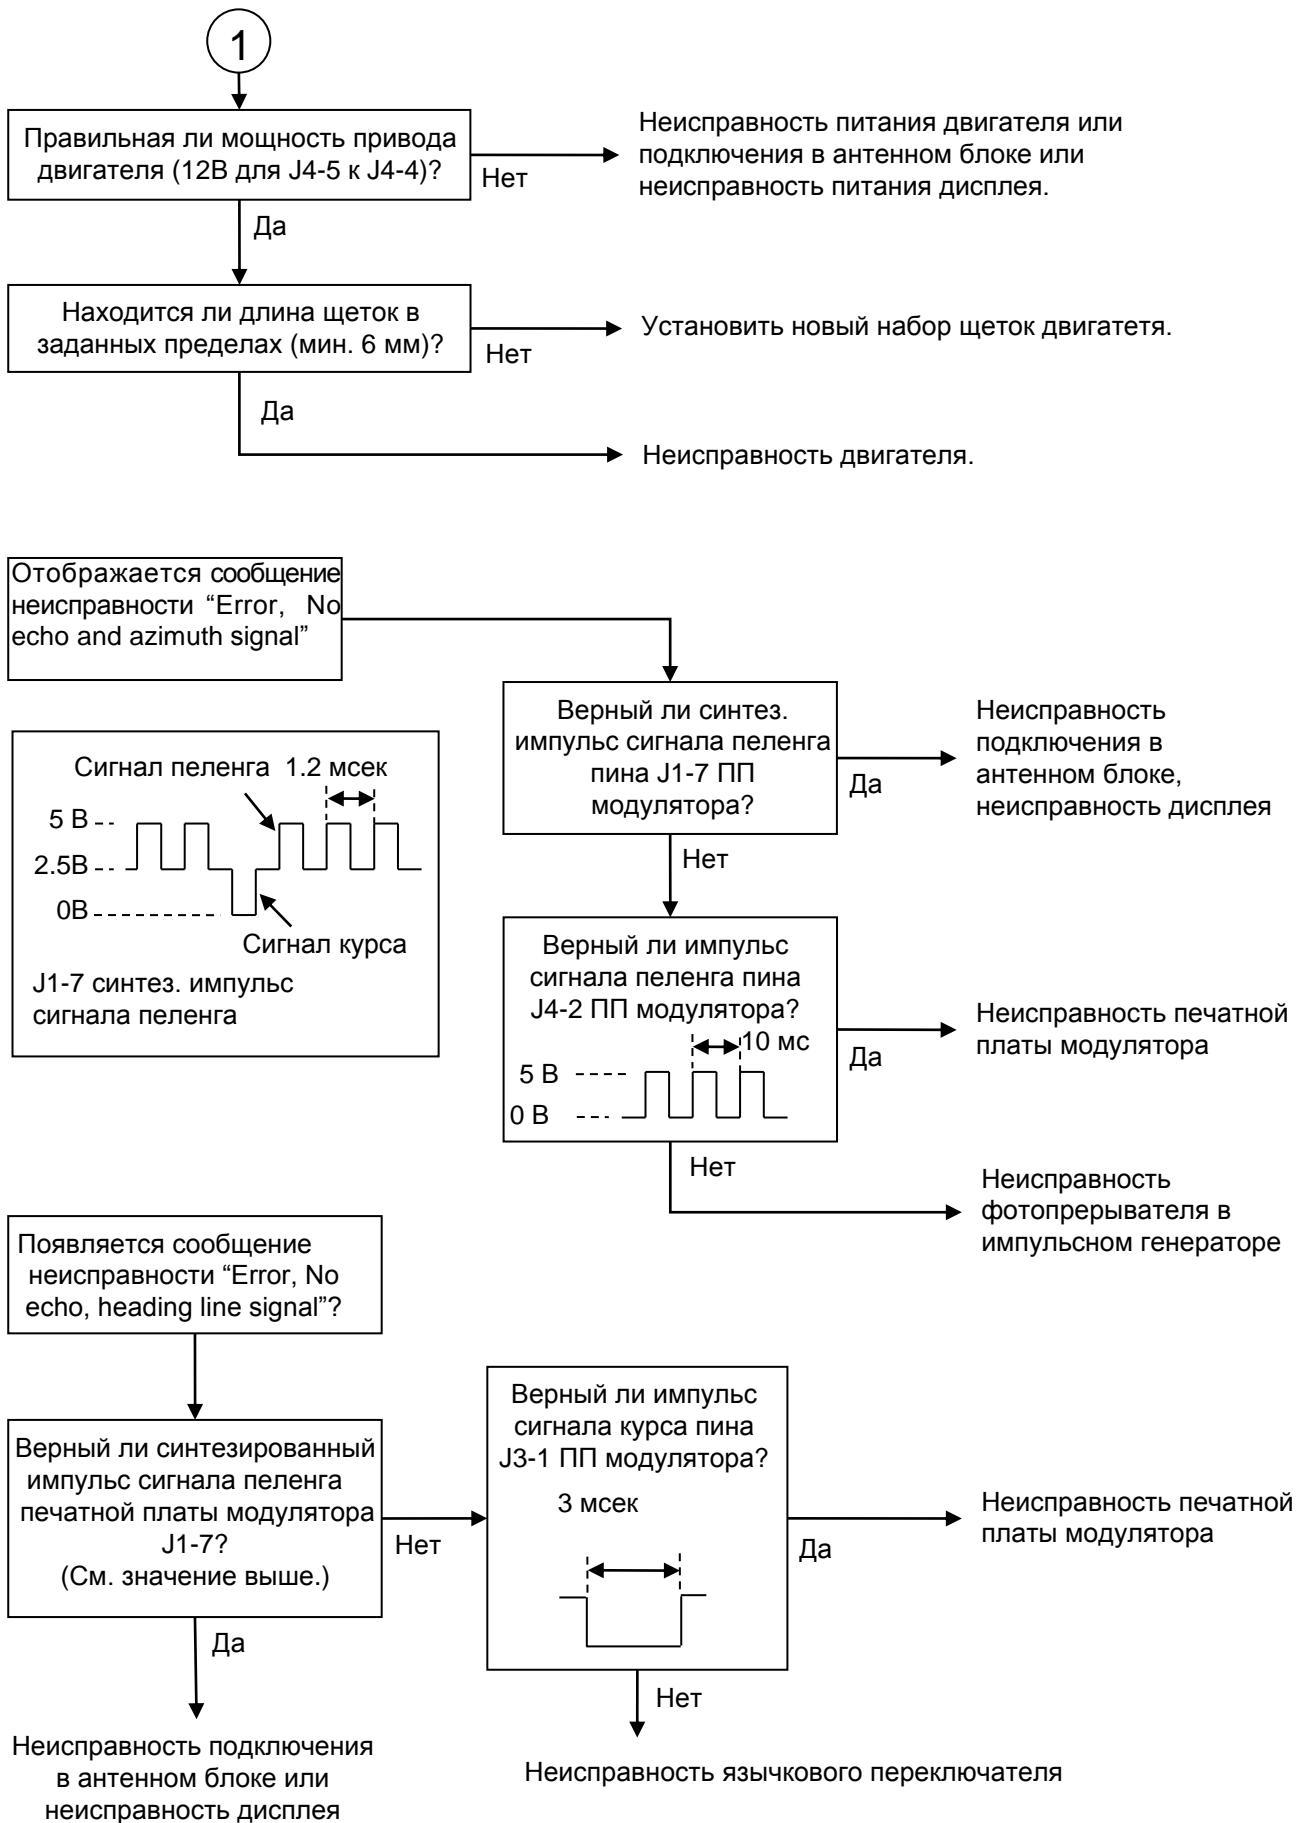 1
Правильная ли мощность привода
двигателя (12В для J4-5 к J4-4)?
Нет
Неисправность питания двигателя или
подключения в антенном блоке или
неисправность питания дисплея.
Да
Находится ли длина щеток в
заданных пределах (мин. 6 мм)?
Нет
Установить новый набор щеток двигатетя.
Да
Неисправность двигателя.
Отображается сообщение
неисправности “Error, No
echo and azimuth signal”
Верный ли синтез.
импульс сигнала пеленга
пина J1-7 ПП
модулятора?
Да
Неисправность
подключения в
антенном блоке,
неисправность дисплея
Сигнал пеленга 1.2 мсек
5 В
2.5В
0В
Сигнал курса
J1-7 синтез. импульс
сигнала пеленга
Нет
Верный ли импульс
сигнала пеленга пина
J4-2 ПП модулятора?
10 мс
5 В
0 В
Да
Неисправность печатной
платы модулятора
Нет
Неисправность
фотопрерывателя в
импульсном генераторе
Появляется сообщение
неисправности “Error, No
echo, heading line signal”?
Верный ли синтезированный
импульс сигнала пеленга
печатной платы модулятора
J1-7?
(См. значение выше.)
Нет
Верный ли импульс
сигнала курса пина
J3-1 ПП модулятора?
3 мсек
Да
Неисправность печатной
платы модулятора
Да
Нет
Неисправность подключения
в антенном блоке или
неисправность дисплея
Неисправность язычкового переключателя